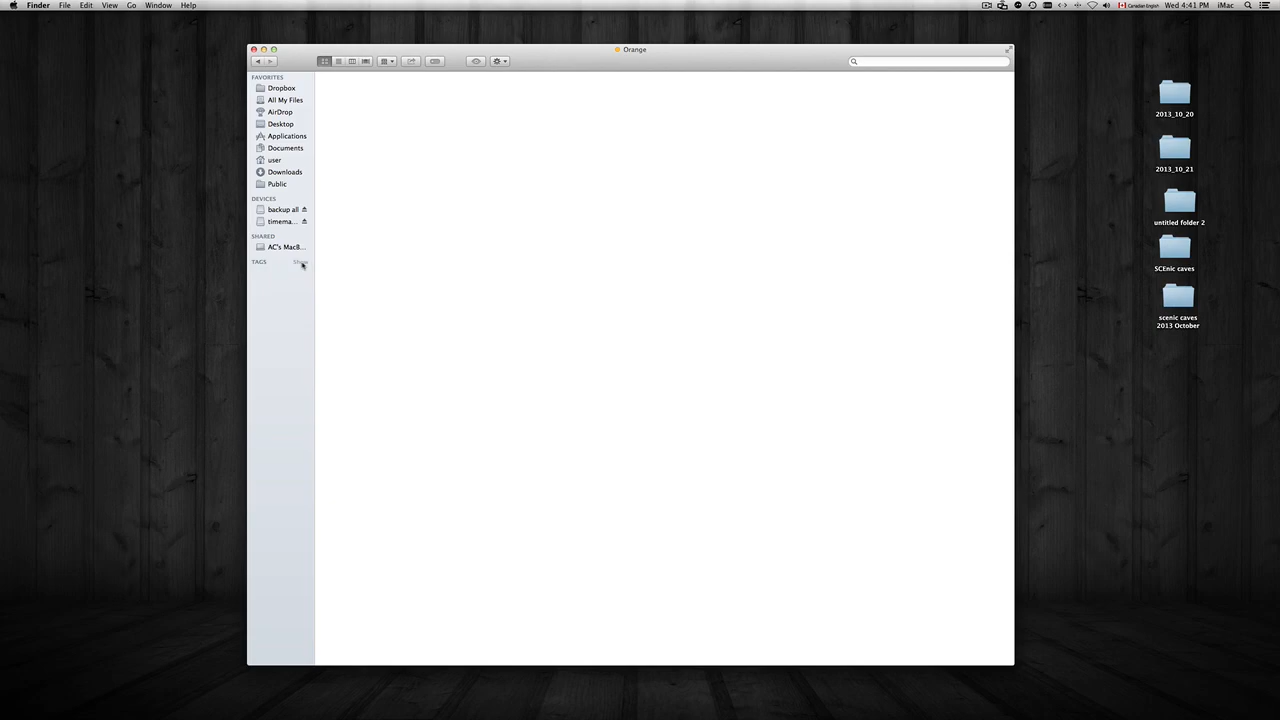 Finder File Edit View Go Window Help
Canadian English Wed 4:41 PM iMac
Orange
FAVORITES
Dropbox
All My Files
AirDrop
Desktop
Applications
Documents
user
Downloads
Public
DEVICES
backup all
timema...
SHARED
AC's MacB...
TAGS Show
2013_10_20
2013_10_21
untitled folder 2
SCEnic caves
scenic caves
2013 October